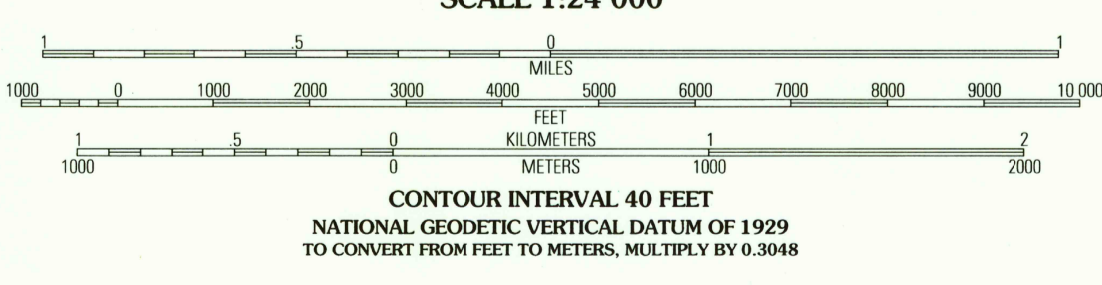 SCALE 1:24 000
1 .5 0 1
MILES
1000 0 1000 2000 3000 4000 5000 6000 7000 8000 9000 10 000
FEET
1 .5 0 KILOMETERS 1 2
1000 0 METERS 1000 2000
CONTOUR INTERVAL 40 FEET
NATIONAL GEODETIC VERTICAL DATUM OF 1929
TO CONVERT FROM FEET TO METERS, MULTIPLY BY 0.3048